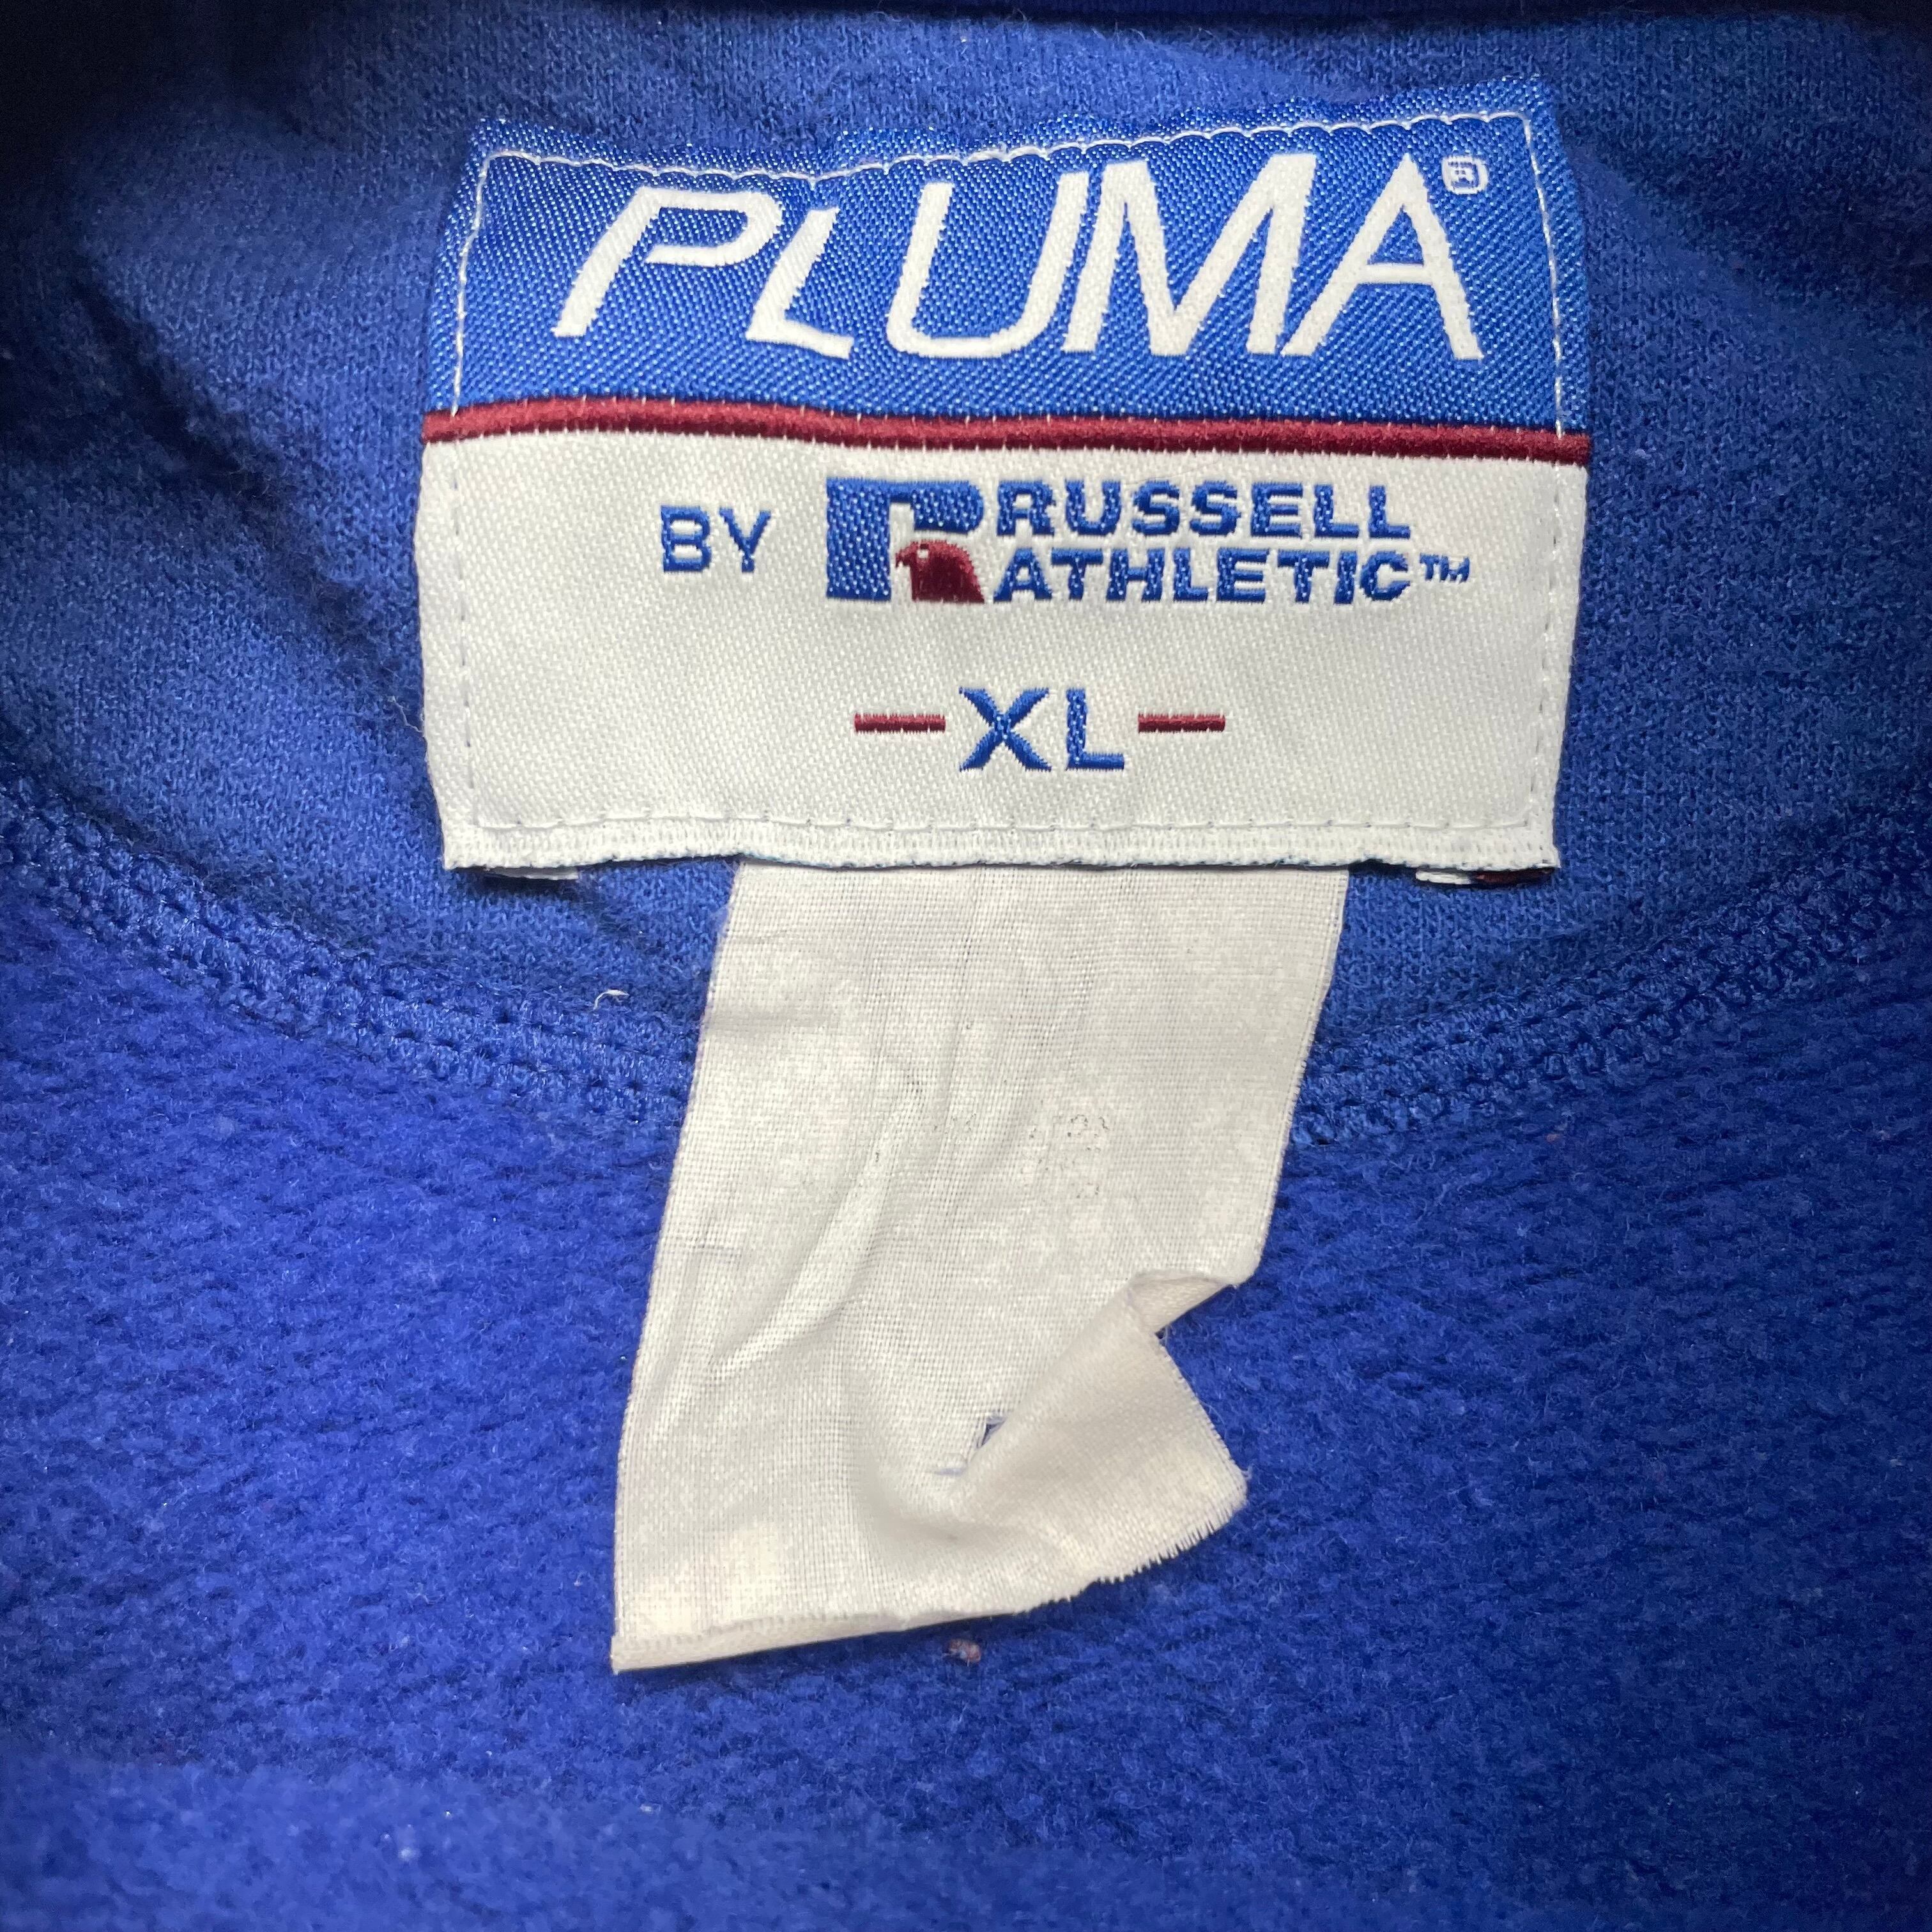 PLUMA®
BY RUSSELL
ATHLETIC™
XL